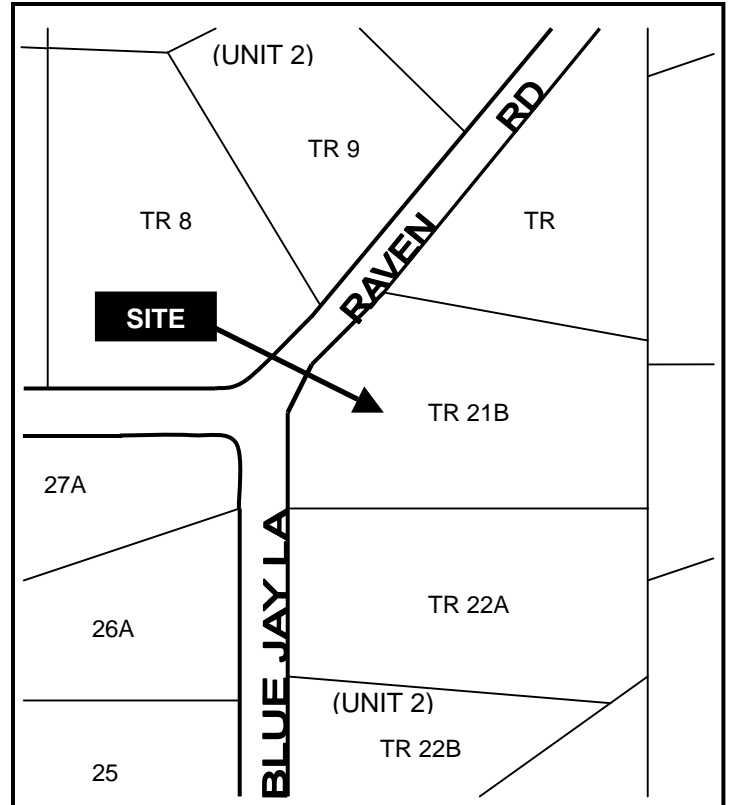 (UNIT 2)
RD
TR 9
TR 8
TR
RAVEN
SITE
TR 21B
27A
BLUE JAY LA
TR 22A
26A
(UNIT 2)
TR 22B
25